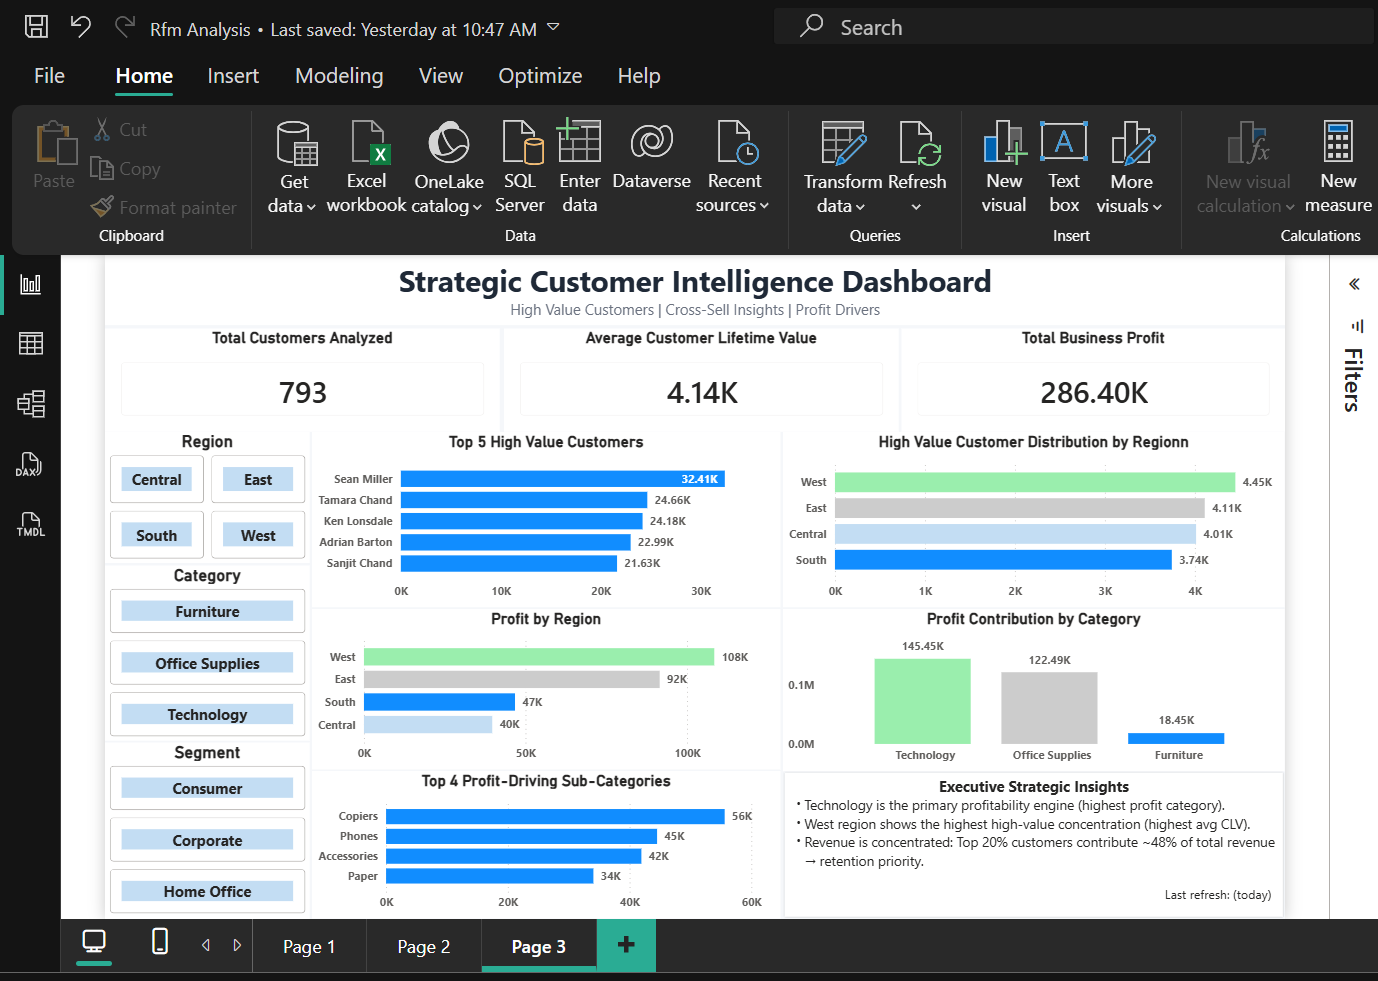 Rfm Analysis • Last saved: Yesterday at 10:47 AM
Search
File Home Insert Modeling View Optimize Help
Paste
Cut
Copy
Format painter
Clipboard
Get data
Excel workbook
OneLake catalog
SQL Server
Enter data
Dataverse
Recent sources
Data
Transform data
Refresh
Queries
New visual
Text box
More visuals
Insert
New visual calculation
New measure
Calculations
DAX
TMDL
Strategic Customer Intelligence Dashboard
High Value Customers | Cross-Sell Insights | Profit Drivers
Total Customers Analyzed
793
Average Customer Lifetime Value
4.14K
Total Business Profit
286.40K
Region
Central East
South West
Category
Furniture
Office Supplies
Technology
Segment
Consumer
Corporate
Home Office
Top 5 High Value Customers
Sean Miller 32.41K
Tamara Chand 24.66K
Ken Lonsdale 24.18K
Adrian Barton 22.99K
Sanjit Chand 21.63K
0K 10K 20K 30K
High Value Customer Distribution by Regionn
West 4.45K
East 4.11K
Central 4.01K
South 3.74K
0K 1K 2K 3K 4K
Profit by Region
West 108K
East 92K
South 47K
Central 40K
0K 50K 100K
Profit Contribution by Category
145.45K
122.49K
18.45K
0.1M
0.0M
Technology Office Supplies Furniture
Top 4 Profit-Driving Sub-Categories
Copiers 56K
Phones 45K
Accessories 42K
Paper 34K
0K 20K 40K 60K
Executive Strategic Insights
• Technology is the primary profitability engine (highest profit category).
• West region shows the highest high-value concentration (highest avg CLV).
• Revenue is concentrated: Top 20% customers contribute ~48% of total revenue
→ retention priority.
Last refresh: (today)
Filters
Page 1 Page 2 Page 3